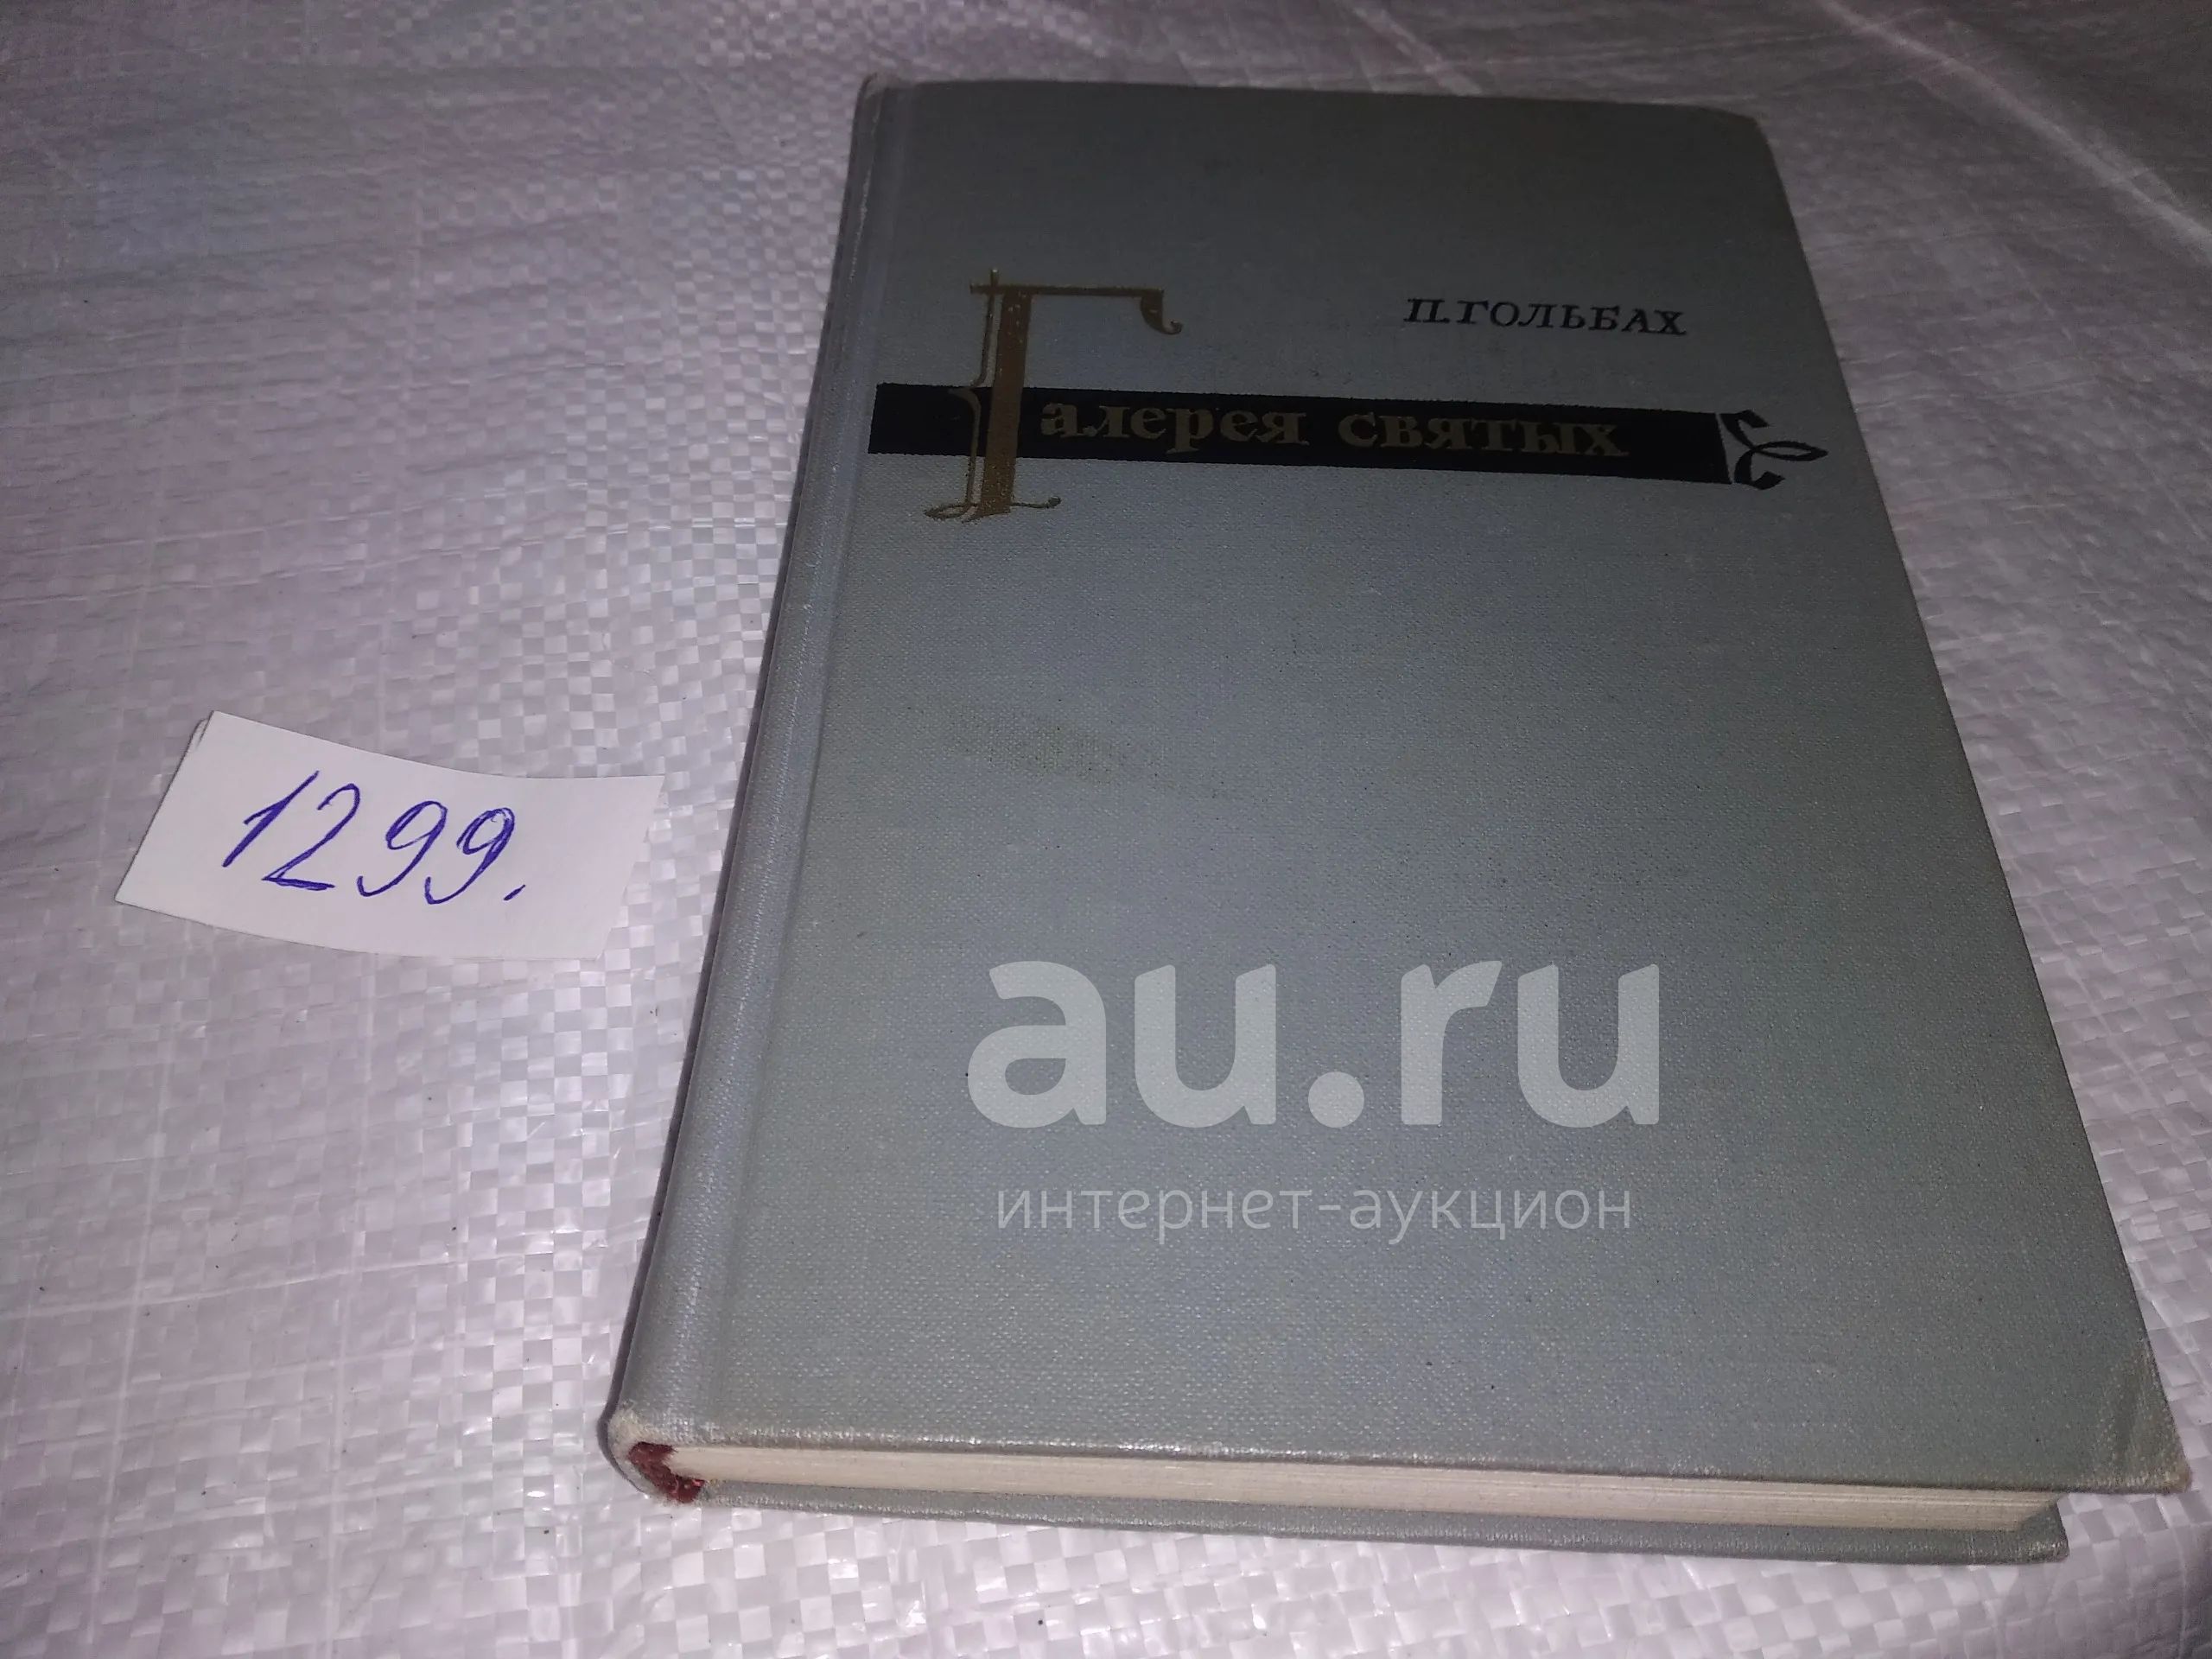 П. ГОЛЬБАХ
Галерея святых
1299.
au.ru
интернет-аукцион